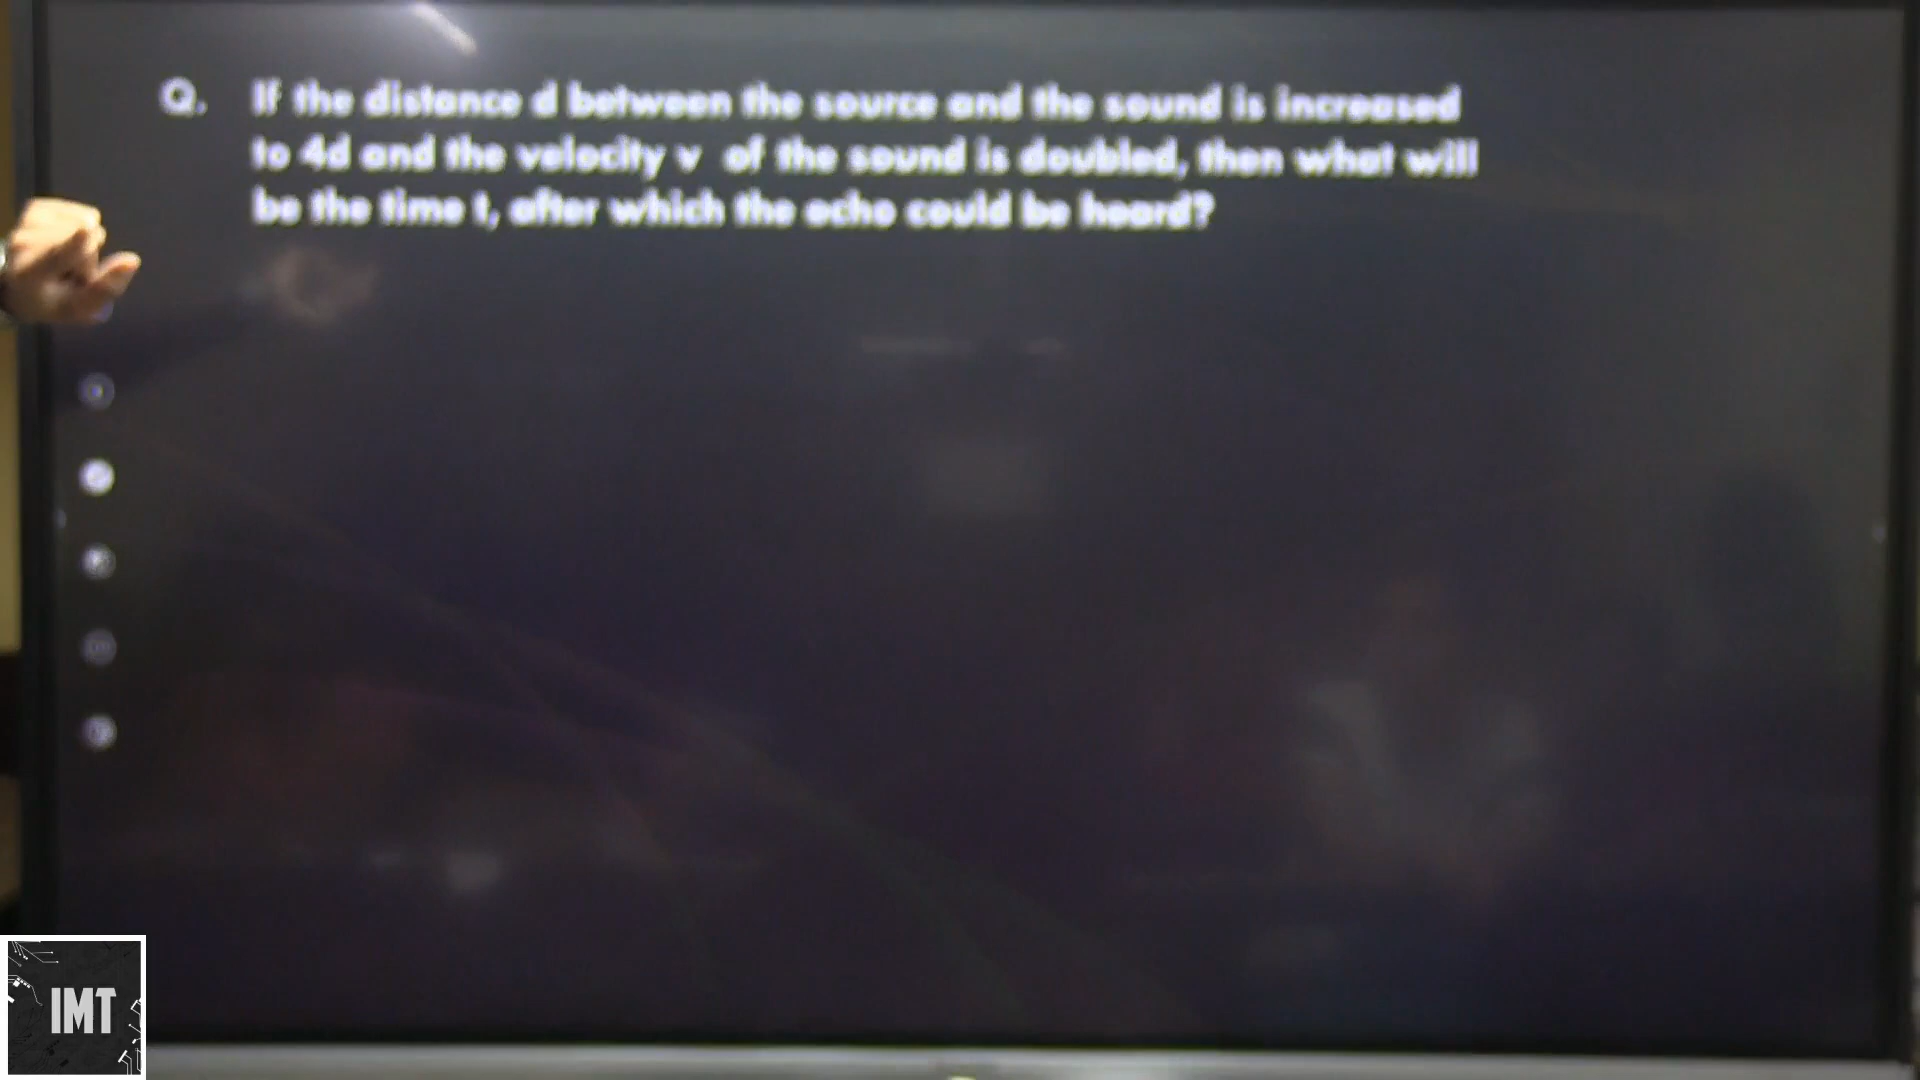 Q. If the distance d between the source and the sound is increased
to 4d and the velocity v of the sound is doubled, then what will
be the time t, after which the echo could be heard?
IMT